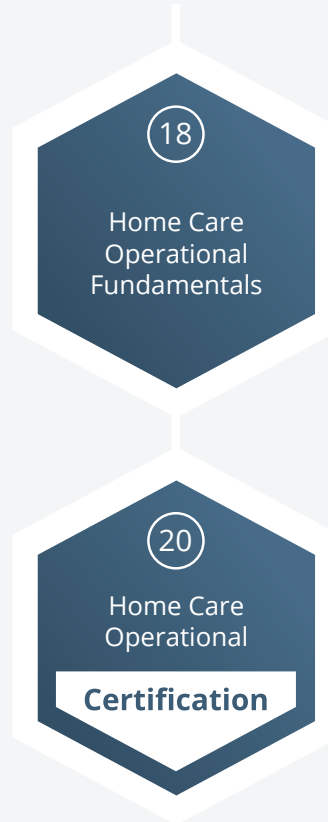 18
Home Care
Operational
Fundamentals
20
Home Care
Operational
Certification